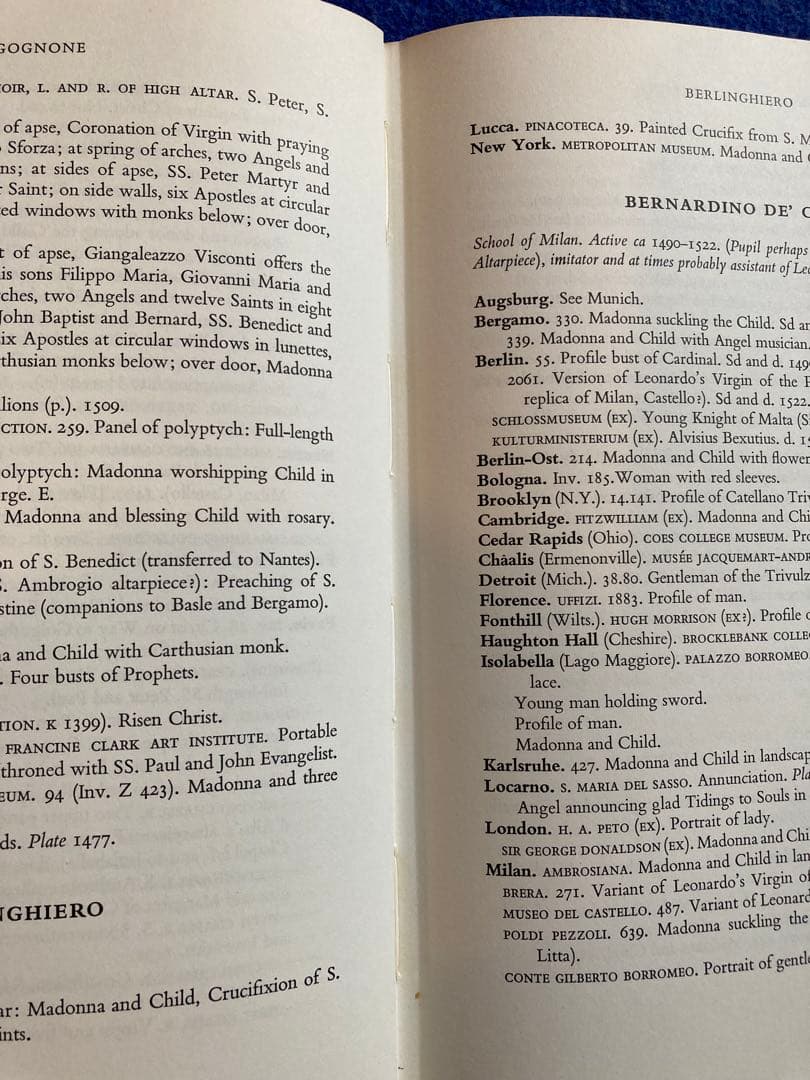 GOGNONE
OIR, L. AND R. OF HIGH ALTAR. S. Peter, S.
of apse, Coronation of Virgin with praying
Sforza; at spring of arches, two Angels and
ns; at sides of apse, SS. Peter Martyr and
Saint; on side walls, six Apostles at circular
ed windows with monks below; over door,
t of apse, Giangaleazzo Visconti offers the
is sons Filippo Maria, Giovanni Maria and
ches, two Angels and twelve Saints in eight
John Baptist and Bernard, SS. Benedict and
ix Apostles at circular windows in lunettes,
rthusian monks below; over door, Madonna
lions (p.). 1509.
CTION. 259. Panel of polyptych: Full-length
olyptych: Madonna worshipping Child in
rge. E.
Madonna and blessing Child with rosary.
on of S. Benedict (transferred to Nantes).
S. Ambrogio altarpiece?): Preaching of S.
stine (companions to Basle and Bergamo).
na and Child with Carthusian monk.
. Four busts of Prophets.
TION. K 1399). Risen Christ.
FRANCINE CLARK ART INSTITUTE. Portable
throned with SS. Paul and John Evangelist.
EUM. 94 (Inv. Z 423). Madonna and three
ds. Plate 1477.
NGHIERO
ar: Madonna and Child, Crucifixion of S.
ints.
BERLINGHIERO
Lucca. PINACOTECA. 39. Painted Crucifix from S. M
New York. METROPOLITAN MUSEUM. Madonna and C
BERNARDINO DE' C
School of Milan. Active ca 1490–1522. (Pupil perhaps
Altarpiece), imitator and at times probably assistant of Leo
Augsburg. See Munich.
Bergamo. 330. Madonna suckling the Child. Sd an
339. Madonna and Child with Angel musician.
Berlin. 55. Profile bust of Cardinal. Sd and d. 149
2061. Version of Leonardo's Virgin of the
replica of Milan, Castello?). Sd and d. 1522.
SCHLOSSMUSEUM (EX). Young Knight of Malta (S
KULTURMINISTERIUM (EX). Alvisius Bexutius. d. 15
Berlin-Ost. 214. Madonna and Child with flower
Bologna. Inv. 185. Woman with red sleeves.
Brooklyn (N.Y.). 14.141. Profile of Catellano Triv
Cambridge. FITZWILLIAM (EX). Madonna and Chi
Cedar Rapids (Ohio). COES COLLEGE MUSEUM. Pro
Châalis (Ermenonville). MUSÉE JACQUEMART-ANDR
Detroit (Mich.). 38.80. Gentleman of the Trivulz
Florence. UFFIZI. 1883. Profile of man.
Fonthill (Wilts.). HUGH MORRISON (EX?). Profile o
Haughton Hall (Cheshire). BROCKLEBANK COLLEC
Isolabella (Lago Maggiore). PALAZZO BORROMEO.
lace.
Young man holding sword.
Profile of man.
Madonna and Child.
Karlsruhe. 427. Madonna and Child in landscap
Locarno. S. MARIA DEL SASSO. Annunciation. Pla
Angel announcing glad Tidings to Souls in
London. H. A. PETO (EX). Portrait of lady.
SIR GEORGE DONALDSON (EX). Madonna and Chi
Milan. AMBROSIANA. Madonna and Child in lan
BRERA. 271. Variant of Leonardo's Virgin of
MUSEO DEL CASTELLO. 487. Variant of Leonard
POLDI PEZZOLI. 639. Madonna suckling the
Litta).
CONTE GILBERTO BORROMEO. Portrait of gentle